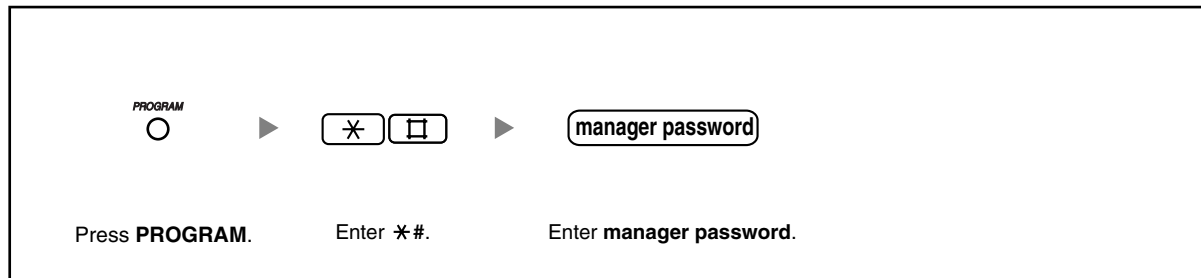 PROGRAM
* #
manager password
Press PROGRAM.
Enter *#.
Enter manager password.